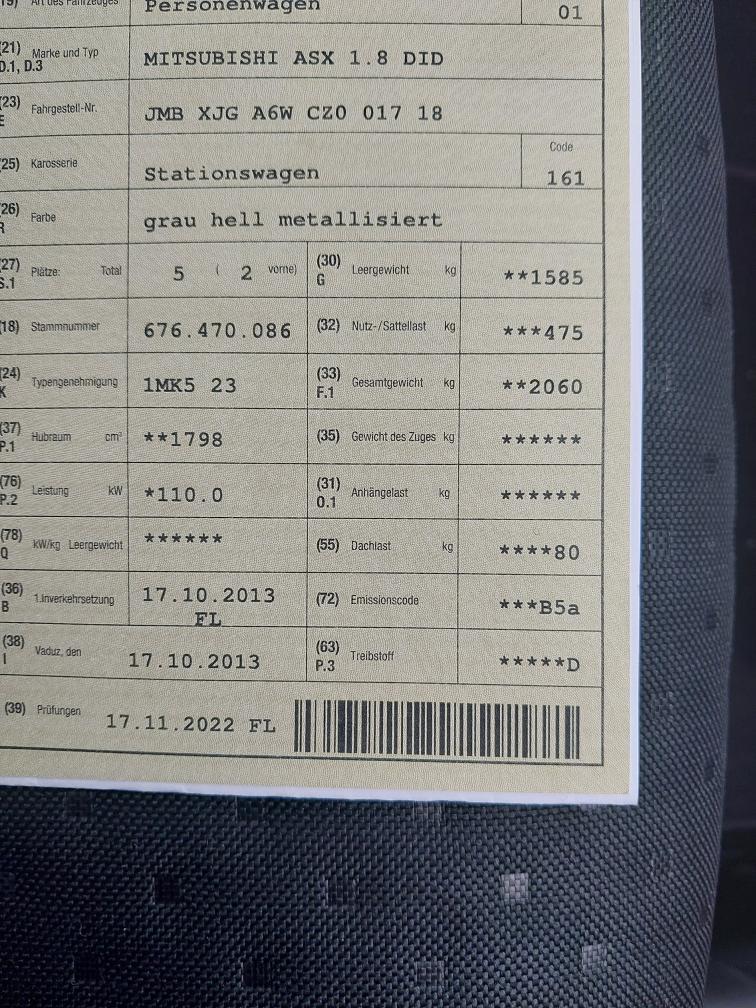 19) Art des Fahrzeuges Personenwagen 01
(21) D.1, D.3 Marke und Typ MITSUBISHI ASX 1.8 DID
(23) E Fahrgestell-Nr. JMB XJG A6W CZ0 017 18
(25) Karosserie Stationswagen Code 161
(26) R Farbe grau hell metallisiert
(27) S.1 Plätze: Total 5 ( 2 vorne) (30) G Leergewicht kg **1585
(18) Stammnummer 676.470.086 (32) Nutz-/Sattellast kg ***475
(24) K Typengenehmigung 1MK5 23 (33) F.1 Gesamtgewicht kg **2060
(37) P.1 Hubraum cm³ **1798 (35) Gewicht des Zuges kg ******
(76) P.2 Leistung kW *110.0 (31) O.1 Anhängelast kg ******
(78) Q kW/kg Leergewicht ****** (55) Dachlast kg ****80
(36) B 1.Inverkehrsetzung 17.10.2013 FL (72) Emissionscode ***B5a
(38) I Vaduz, den 17.10.2013 (63) P.3 Treibstoff *****D
(39) Prüfungen 17.11.2022 FL